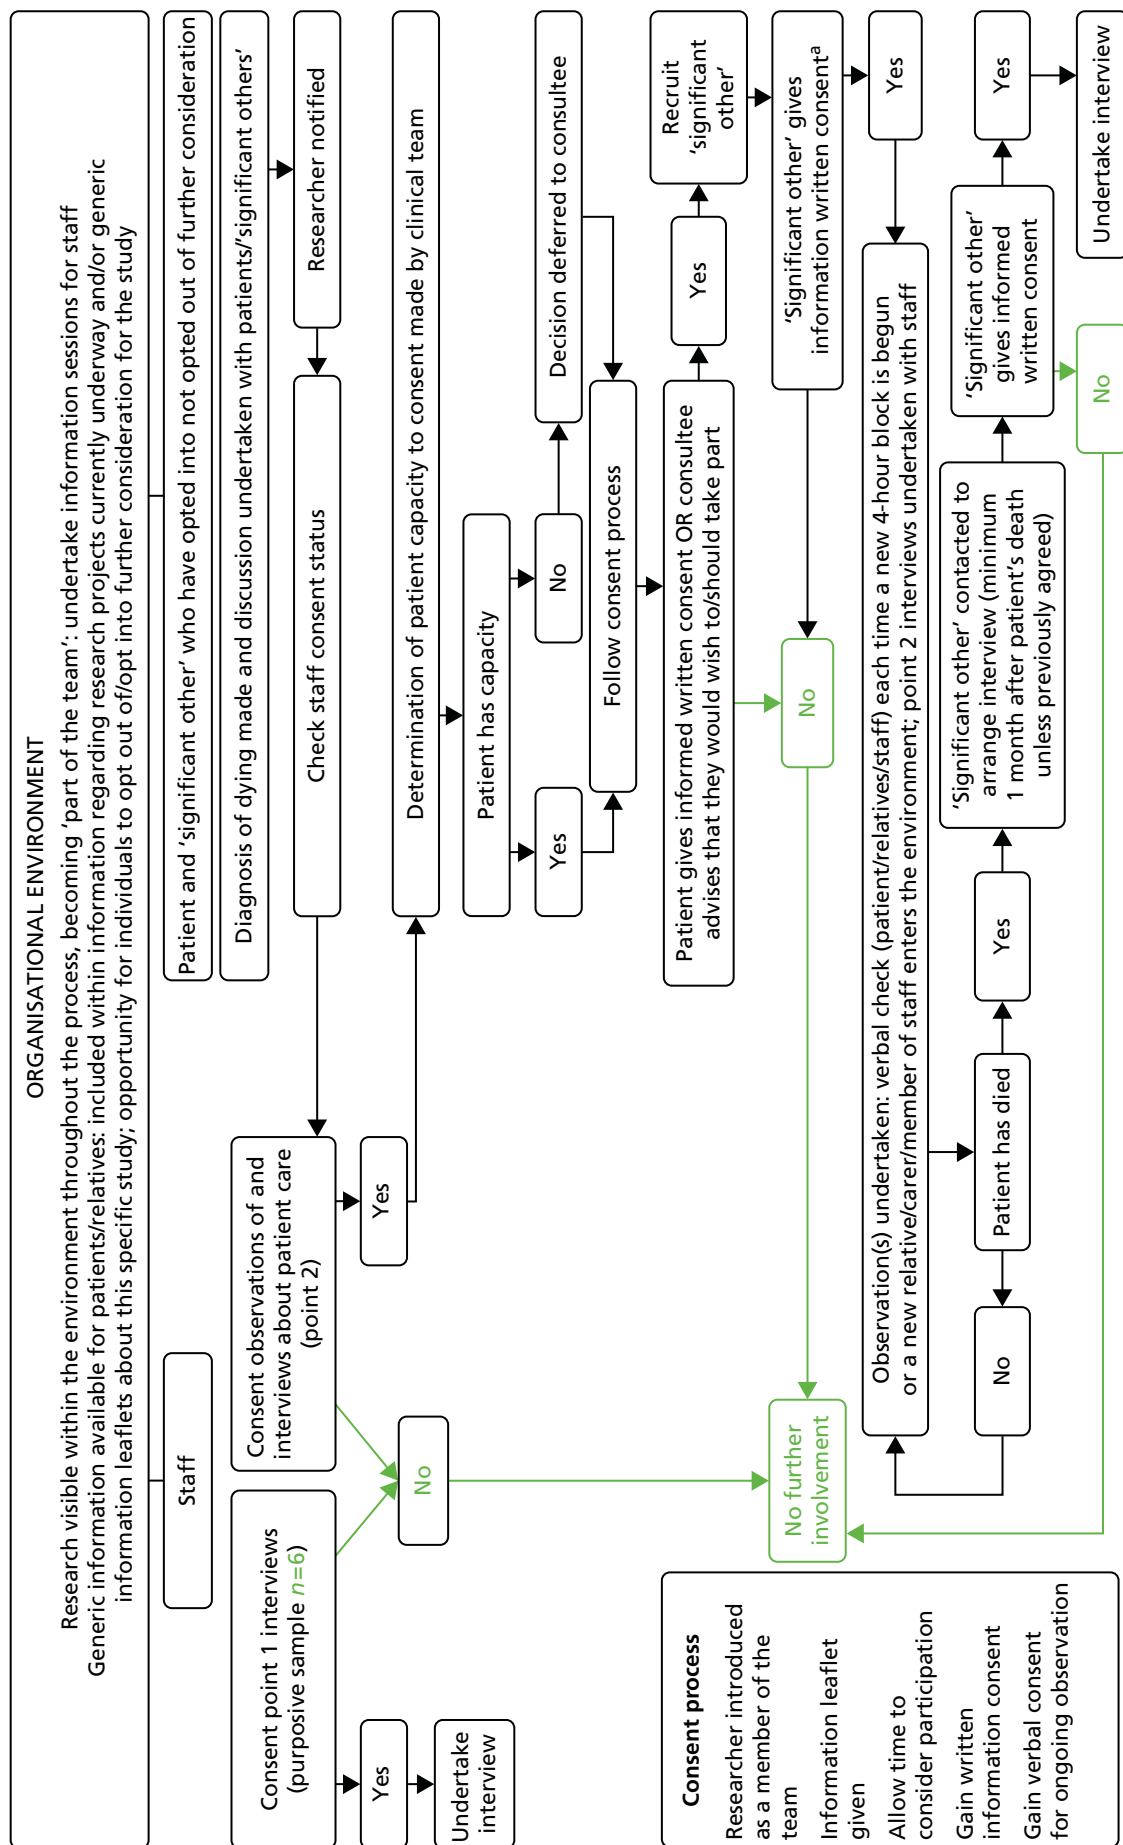 ORGANISATIONAL ENVIRONMENT
Research visible within the environment throughout the process, becoming ‘part of the team’: undertake information sessions for staff
Generic information available for patients/relatives: included within information regarding research projects currently underway and/or generic
information leaflets about this specific study; opportunity for individuals to opt out of/opt into further consideration for the study
Staff
Patient and ‘significant other’ who have opted into not opted out of further consideration
Consent point 1 interviews
(purposive sample n=6)
Consent observations of and
interviews about patient care
(point 2)
Diagnosis of dying made and discussion undertaken with patients/‘significant others’
Researcher notified
Check staff consent status
Yes
Undertake
interview
No
Yes
Determination of patient capacity to consent made by clinical team
Patient has capacity
Yes
No
Decision deferred to consultee
Follow consent process
Patient gives informed written consent OR consultee
advises that they would wish to/should take part
Yes
Recruit
‘significant
other’
No
‘Significant other’ gives
information written consentᵃ
Yes
No further
involvement
Observation(s) undertaken: verbal check (patient/relatives/staff) each time a new 4-hour block is begun
or a new relative/carer/member of staff enters the environment; point 2 interviews undertaken with staff
No
Patient has died
Yes
‘Significant other’ contacted to
arrange interview (minimum
1 month after patient’s death
unless previously agreed)
‘Significant other’
gives informed
written consent
Yes
No
Undertake interview
Consent process
Researcher introduced
as a member of the
team
Information leaflet
given
Allow time to
consider participation
Gain written
information consent
Gain verbal consent
for ongoing observation